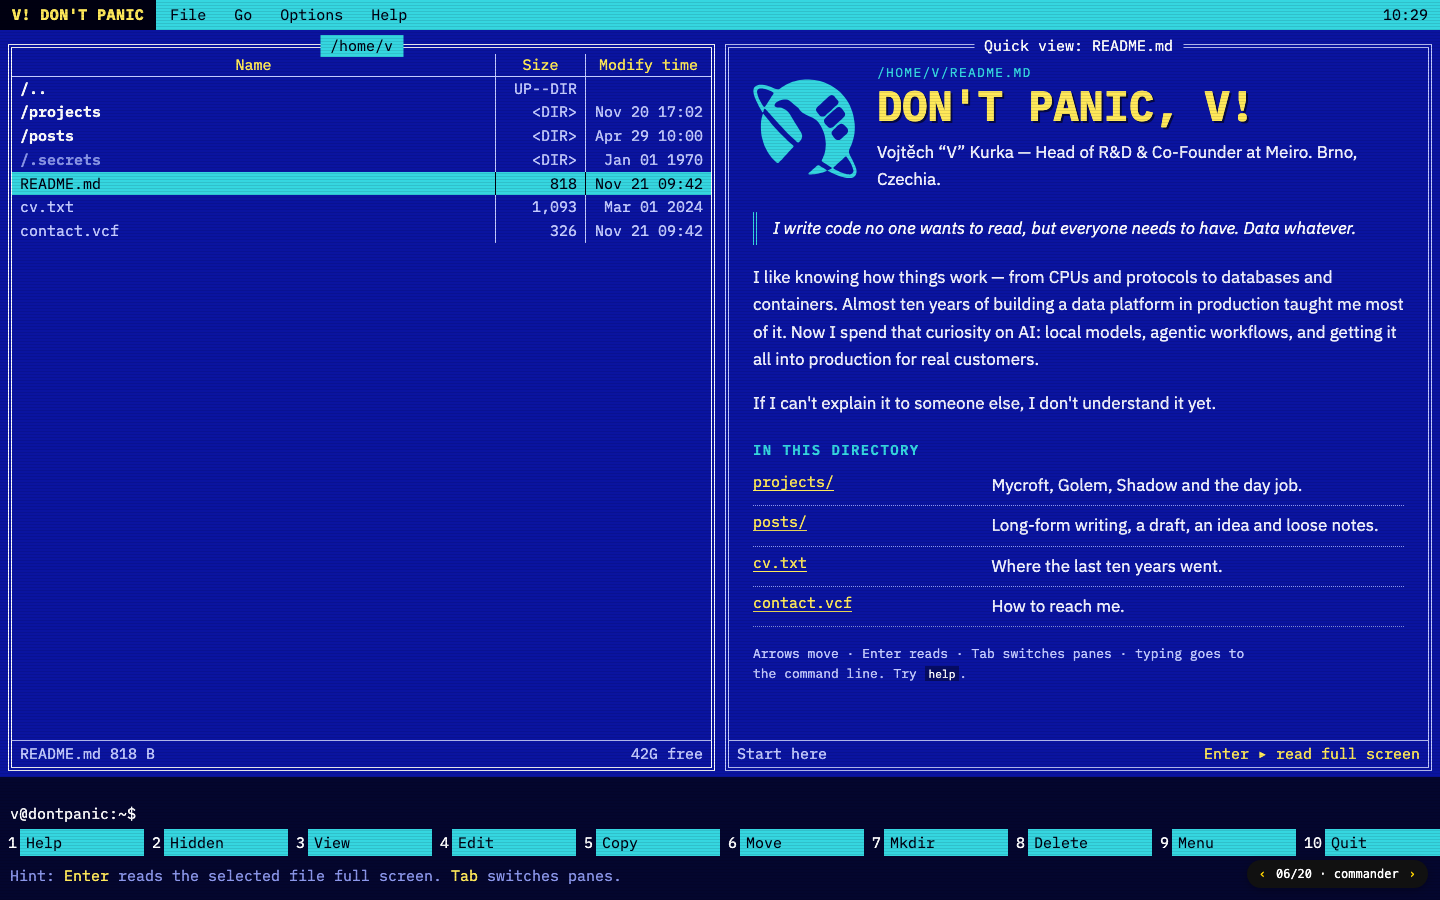 V! DON'T PANIC File Go Options Help 10:29
/home/v
Name Size Modify time
/.. UP--DIR
/projects <DIR> Nov 20 17:02
/posts <DIR> Apr 29 10:00
/.secrets <DIR> Jan 01 1970
README.md 818 Nov 21 09:42
cv.txt 1,093 Mar 01 2024
contact.vcf 326 Nov 21 09:42
README.md 818 B 42G free
Quick view: README.md
/HOME/V/README.MD
DON'T PANIC, V!
Vojtěch “V” Kurka — Head of R&D & Co-Founder at Meiro. Brno,
Czechia.
I write code no one wants to read, but everyone needs to have. Data whatever.
I like knowing how things work — from CPUs and protocols to databases and
containers. Almost ten years of building a data platform in production taught me most
of it. Now I spend that curiosity on AI: local models, agentic workflows, and getting it
all into production for real customers.
If I can't explain it to someone else, I don't understand it yet.
IN THIS DIRECTORY
projects/ Mycroft, Golem, Shadow and the day job.
posts/ Long-form writing, a draft, an idea and loose notes.
cv.txt Where the last ten years went.
contact.vcf How to reach me.
Arrows move · Enter reads · Tab switches panes · typing goes to
the command line. Try help.
Start here Enter ▸ read full screen
v@dontpanic:~$
1 Help 2 Hidden 3 View 4 Edit 5 Copy 6 Move 7 Mkdir 8 Delete 9 Menu 10 Quit
Hint: Enter reads the selected file full screen. Tab switches panes.
‹ 06/20 · commander ›